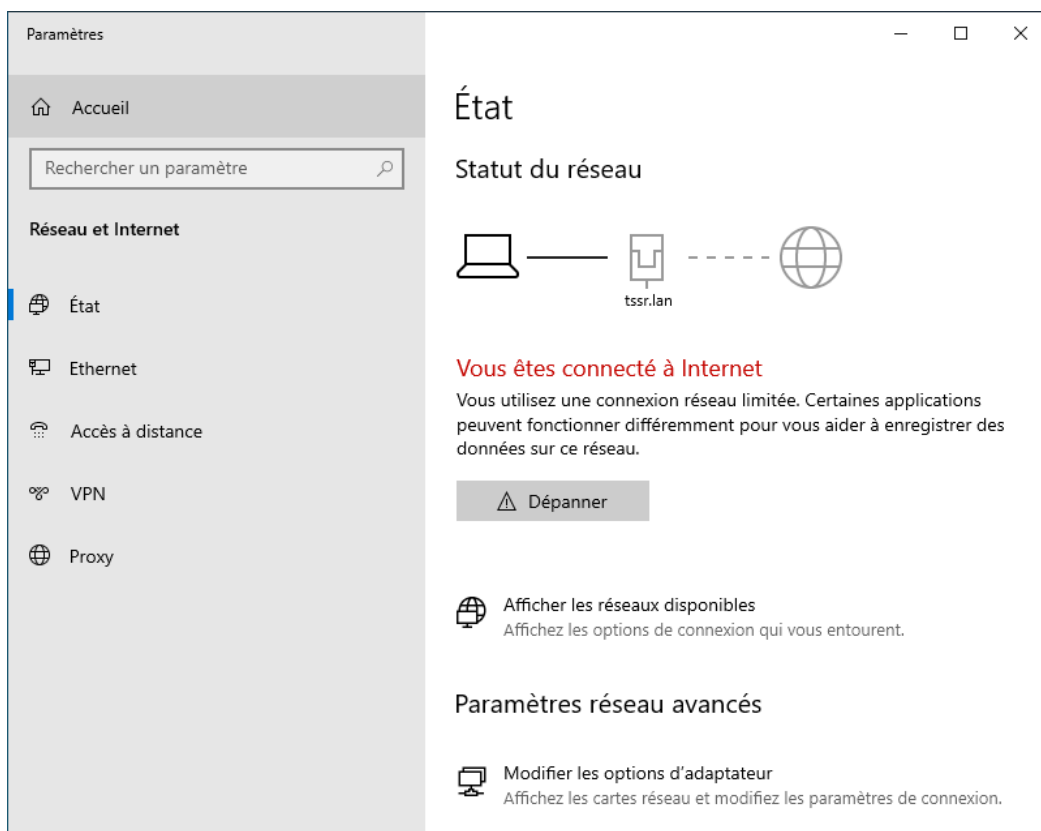 Paramètres
Accueil
Rechercher un paramètre
Réseau et Internet
État
Ethernet
Accès à distance
VPN
Proxy
État
Statut du réseau
tssr.lan
Vous êtes connecté à Internet
Vous utilisez une connexion réseau limitée. Certaines applications
peuvent fonctionner différemment pour vous aider à enregistrer des
données sur ce réseau.
Dépanner
Afficher les réseaux disponibles
Affichez les options de connexion qui vous entourent.
Paramètres réseau avancés
Modifier les options d'adaptateur
Affichez les cartes réseau et modifiez les paramètres de connexion.